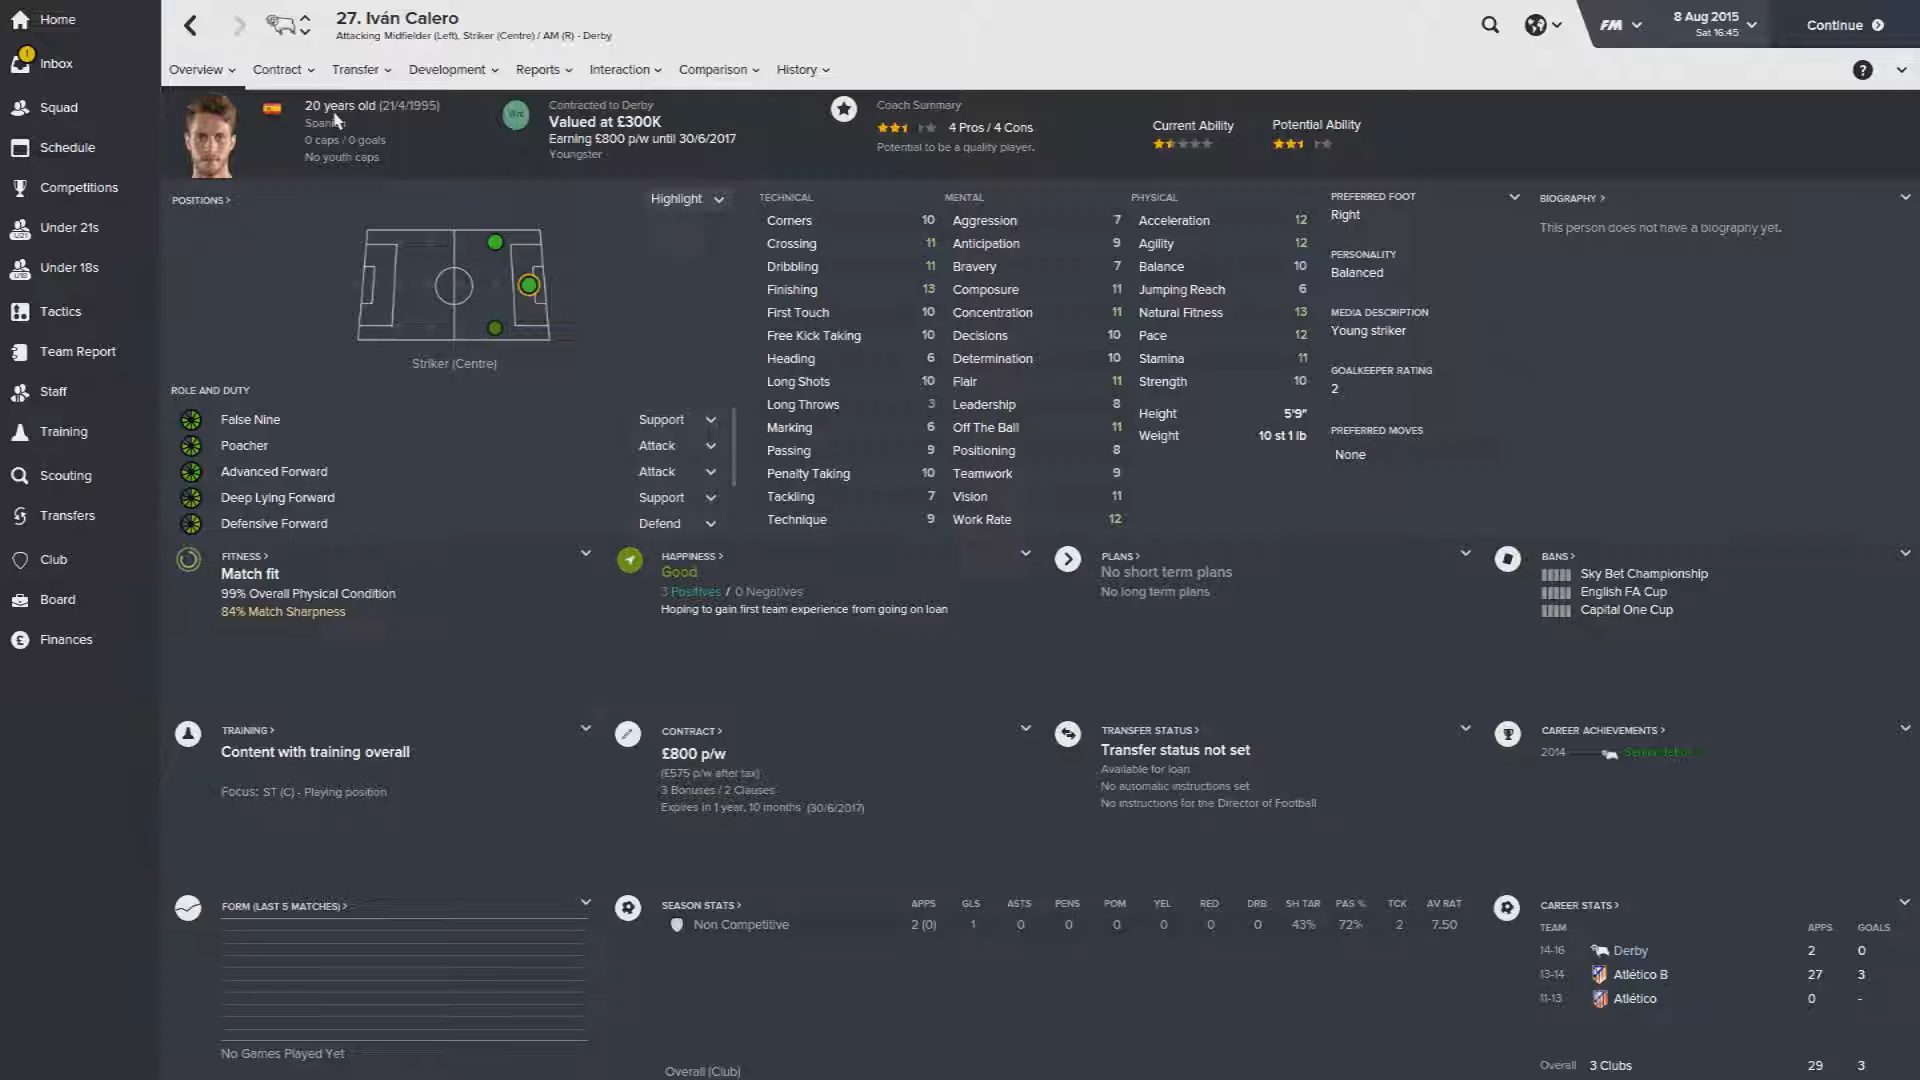 Home
Inbox
Squad
Schedule
Competitions
Under 21s
Under 18s
Tactics
Team Report
Staff
Training
Scouting
Transfers
Club
Board
Finances
27. Iván Calero
Attacking Midfielder (Left), Striker (Centre) / AM (R) - Derby
FM
8 Aug 2015
Sat 16:45
Continue
Overview Contract Transfer Development Reports Interaction Comparison History
20 years old (21/4/1995)
0 caps / 0 goals
No youth caps
Contracted to Derby
Valued at £300K
Earning £800 p/w until 30/6/2017
Youngster
Coach Summary
4 Pros / 4 Cons
Potential to be a quality player.
Current Ability
Potential Ability
POSITIONS >
Highlight
Striker (Centre)
ROLE AND DUTY
False Nine Support
Poacher Attack
Advanced Forward Attack
Deep Lying Forward Support
Defensive Forward Defend
TECHNICAL
Corners 10
Crossing 11
Dribbling 11
Finishing 13
First Touch 10
Free Kick Taking 10
Heading 6
Long Shots 10
Long Throws 3
Marking 6
Passing 9
Penalty Taking 10
Tackling 7
Technique 9
MENTAL
Aggression 7
Anticipation 9
Bravery 7
Composure 11
Concentration 11
Decisions 10
Determination 10
Flair 11
Leadership 8
Off The Ball 11
Positioning 8
Teamwork 9
Vision 11
Work Rate 12
PHYSICAL
Acceleration 12
Agility 12
Balance 10
Jumping Reach 6
Natural Fitness 13
Pace 12
Stamina 11
Strength 10
Height 5'9"
Weight 10 st 1 lb
PREFERRED FOOT
Right
PERSONALITY
Balanced
MEDIA DESCRIPTION
Young striker
GOALKEEPER RATING
2
PREFERRED MOVES
None
BIOGRAPHY >
This person does not have a biography yet.
FITNESS >
Match fit
99% Overall Physical Condition
84% Match Sharpness
HAPPINESS >
Good
3 Positives / 0 Negatives
Hoping to gain first team experience from going on loan
PLANS >
No short term plans
No long term plans
BANS >
Sky Bet Championship
English FA Cup
Capital One Cup
TRAINING >
Content with training overall
Focus: ST (C) - Playing position
CONTRACT >
£800 p/w
(£575 p/w after tax)
3 Bonuses / 2 Clauses
Expires in 1 year, 10 months (30/6/2017)
TRANSFER STATUS >
Transfer status not set
Available for loan
No automatic instructions set
No instructions for the Director of Football
CAREER ACHIEVEMENTS >
2014
FORM (LAST 5 MATCHES) >
No Games Played Yet
SEASON STATS > APPS GLS ASTS PENS POM YEL RED DRB SH TAR PAS % TCK AV RAT
Non Competitive 2 (0) 1 0 0 0 0 0 0 43% 72% 2 7.50
Overall (Club)
CAREER STATS >
TEAM APPS GOALS
14-16 Derby 2 0
13-14 Atlético B 27 3
11-13 Atlético 0 -
Overall 3 Clubs 29 3